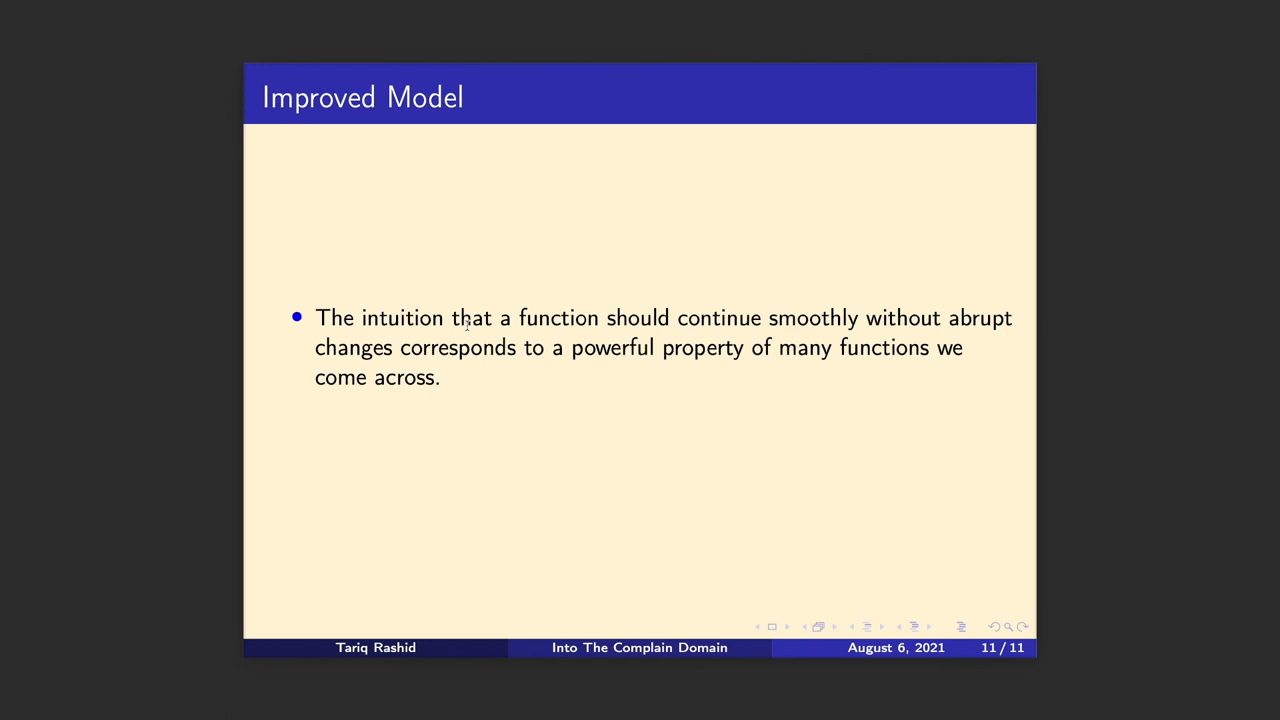 Improved Model
The intuition that a function should continue smoothly without abrupt
changes corresponds to a powerful property of many functions we
come across.
Tariq Rashid Into The Complain Domain August 6, 2021 11 / 11